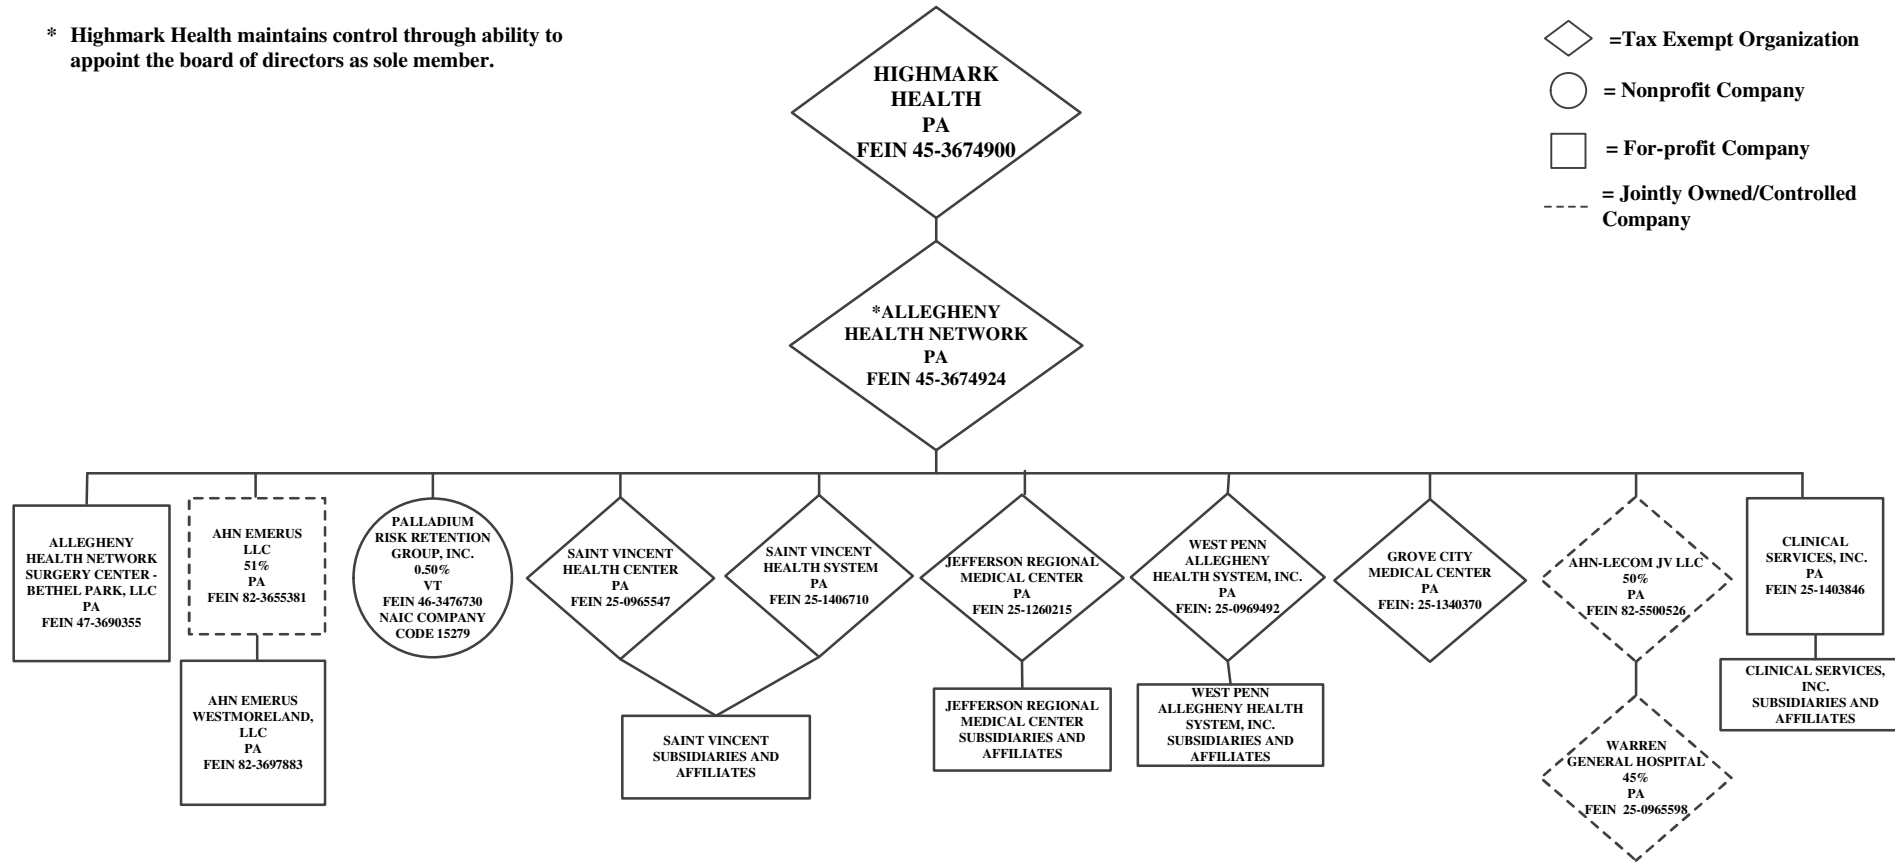 * Highmark Health maintains control through ability to
appoint the board of directors as sole member.
=Tax Exempt Organization
= Nonprofit Company
= For-profit Company
= Jointly Owned/Controlled
Company
HIGHMARK
HEALTH
PA
FEIN 45-3674900
*ALLEGHENY
HEALTH NETWORK
PA
FEIN 45-3674924
ALLEGHENY
HEALTH NETWORK
SURGERY CENTER -
BETHEL PARK, LLC
PA
FEIN 47-3690355
AHN EMERUS
LLC
51%
PA
FEIN 82-3655381
PALLADIUM
RISK RETENTION
GROUP, INC.
0.50%
VT
FEIN 46-3476730
NAIC COMPANY
CODE 15279
SAINT VINCENT
HEALTH CENTER
PA
FEIN 25-0965547
SAINT VINCENT
HEALTH SYSTEM
PA
FEIN 25-1406710
JEFFERSON REGIONAL
MEDICAL CENTER
PA
FEIN 25-1260215
WEST PENN
ALLEGHENY
HEALTH SYSTEM, INC.
PA
FEIN: 25-0969492
GROVE CITY
MEDICAL CENTER
PA
FEIN: 25-1340370
AHN-LECOM JV LLC
50%
PA
FEIN 82-5500526
CLINICAL
SERVICES, INC.
PA
FEIN 25-1403846
AHN EMERUS
WESTMORELAND,
LLC
PA
FEIN 82-3697883
SAINT VINCENT
SUBSIDIARIES AND
AFFILIATES
JEFFERSON REGIONAL
MEDICAL CENTER
SUBSIDIARIES AND
AFFILIATES
WEST PENN
ALLEGHENY HEALTH
SYSTEM, INC.
SUBSIDIARIES AND
AFFILIATES
WARREN
GENERAL HOSPITAL
45%
PA
FEIN 25-0965598
CLINICAL SERVICES,
INC.
SUBSIDIARIES AND
AFFILIATES